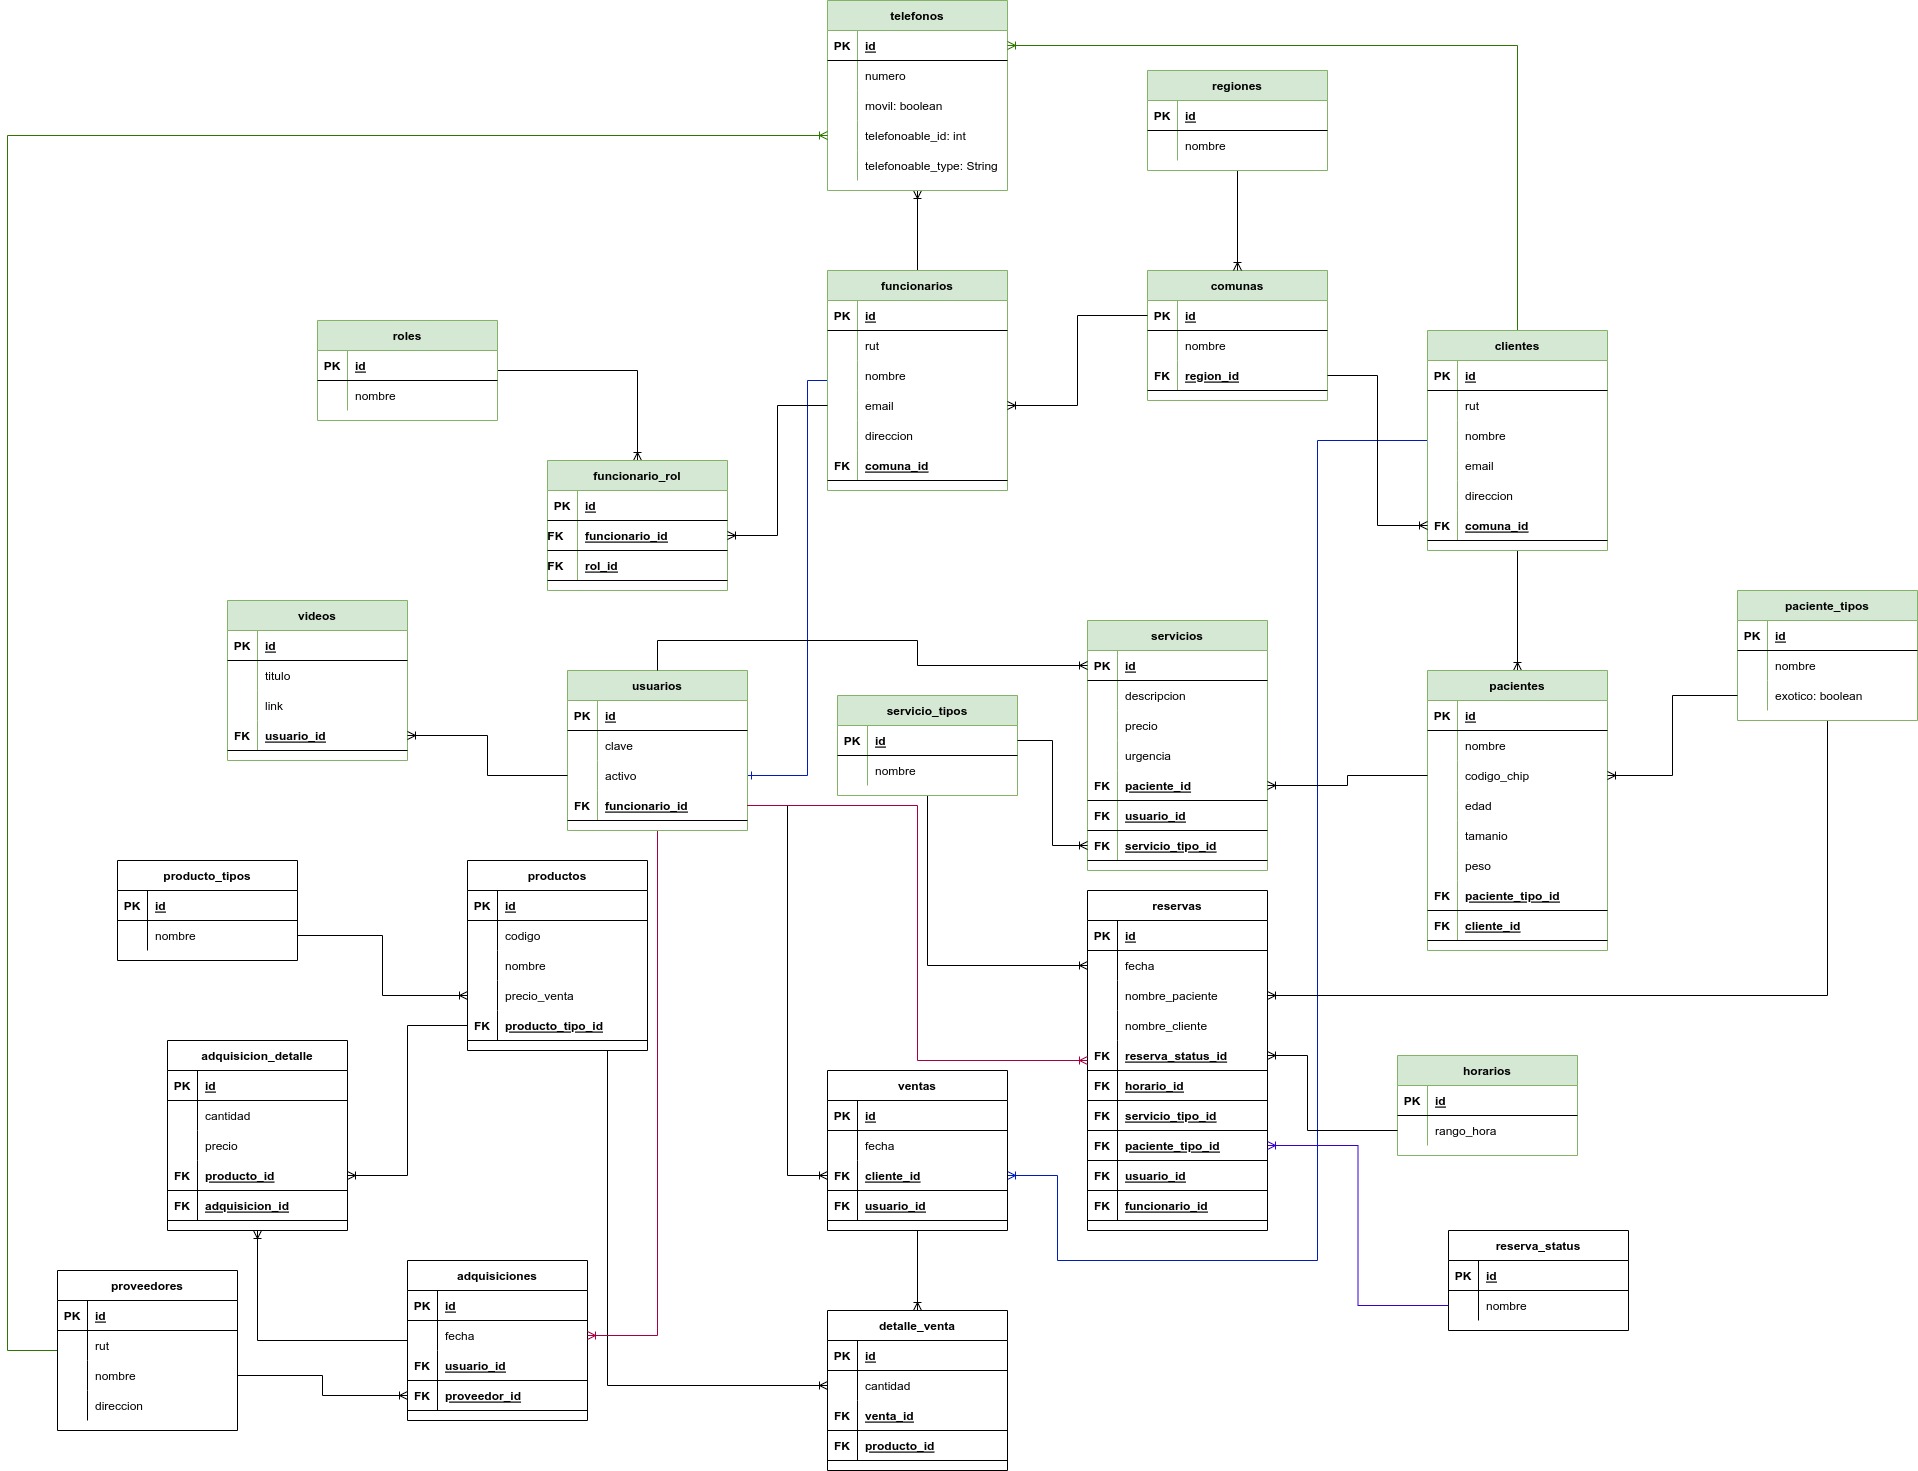 telefonos
PK id
numero
movil: boolean
telefonoable_id: int
telefonoable_type: String
regiones
PK id
nombre
funcionarios
PK id
rut
nombre
email
direccion
FK comuna_id
comunas
PK id
nombre
FK region_id
roles
PK id
nombre
clientes
PK id
rut
nombre
email
direccion
FK comuna_id
funcionario_rol
PK id
FK funcionario_id
FK rol_id
videos
PK id
titulo
link
FK usuario_id
usuarios
PK id
clave
activo
FK funcionario_id
servicio_tipos
PK id
nombre
servicios
PK id
descripcion
precio
urgencia
FK paciente_id
FK usuario_id
FK servicio_tipo_id
pacientes
PK id
nombre
codigo_chip
edad
tamanio
peso
FK paciente_tipo_id
FK cliente_id
paciente_tipos
PK id
nombre
exotico: boolean
producto_tipos
PK id
nombre
productos
PK id
codigo
nombre
precio_venta
FK producto_tipo_id
reservas
PK id
fecha
nombre_paciente
nombre_cliente
FK reserva_status_id
FK horario_id
FK servicio_tipo_id
FK paciente_tipo_id
FK usuario_id
FK funcionario_id
adquisicion_detalle
PK id
cantidad
precio
FK producto_id
FK adquisicion_id
ventas
PK id
fecha
FK cliente_id
FK usuario_id
horarios
PK id
rango_hora
reserva_status
PK id
nombre
proveedores
PK id
rut
nombre
direccion
adquisiciones
PK id
fecha
FK usuario_id
FK proveedor_id
detalle_venta
PK id
cantidad
FK venta_id
FK producto_id